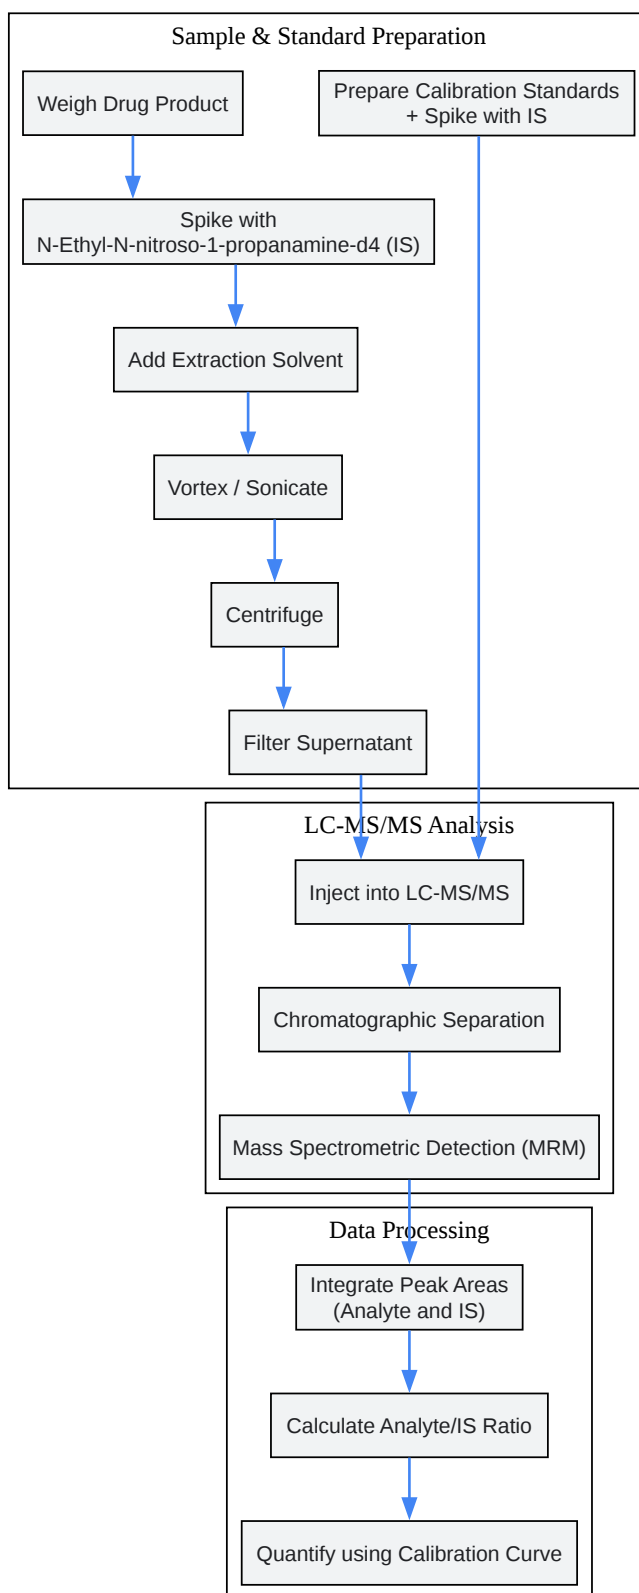 Sample & Standard Preparation
Weigh Drug Product
Prepare Calibration Standards
+ Spike with IS
Spike with
N-Ethyl-N-nitroso-1-propanamine-d4 (IS)
Add Extraction Solvent
Vortex / Sonicate
Centrifuge
Filter Supernatant
LC-MS/MS Analysis
Inject into LC-MS/MS
Chromatographic Separation
Mass Spectrometric Detection (MRM)
Data Processing
Integrate Peak Areas
(Analyte and IS)
Calculate Analyte/IS Ratio
Quantify using Calibration Curve